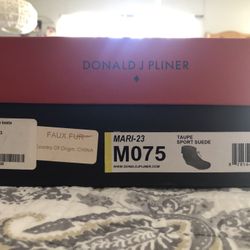 DONALD J PLINER
FAUX FUR
Country Of Origin: CHINA
MARI-23
M075
WWW.DONALDJPLINER.COM
TAUPE
SPORT SUEDE